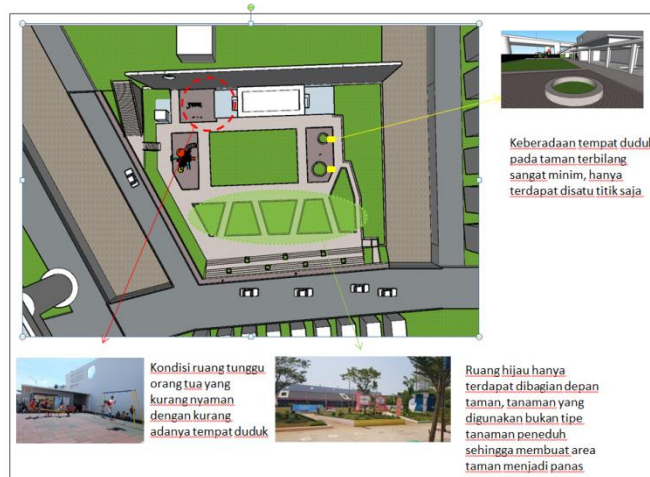 Keberadaan tempat duduk
pada taman terbilang
sangat minim, hanya
terdapat disatu titik saja
Kondisi ruang tunggu
orang tua yang
kurang nyaman
dengan kurang
adanya tempat duduk
Ruang hijau hanya
terdapat dibagian depan
taman, tanaman yang
digunakan bukan tipe
tanaman peneduh
sehingga membuat area
taman menjadi panas